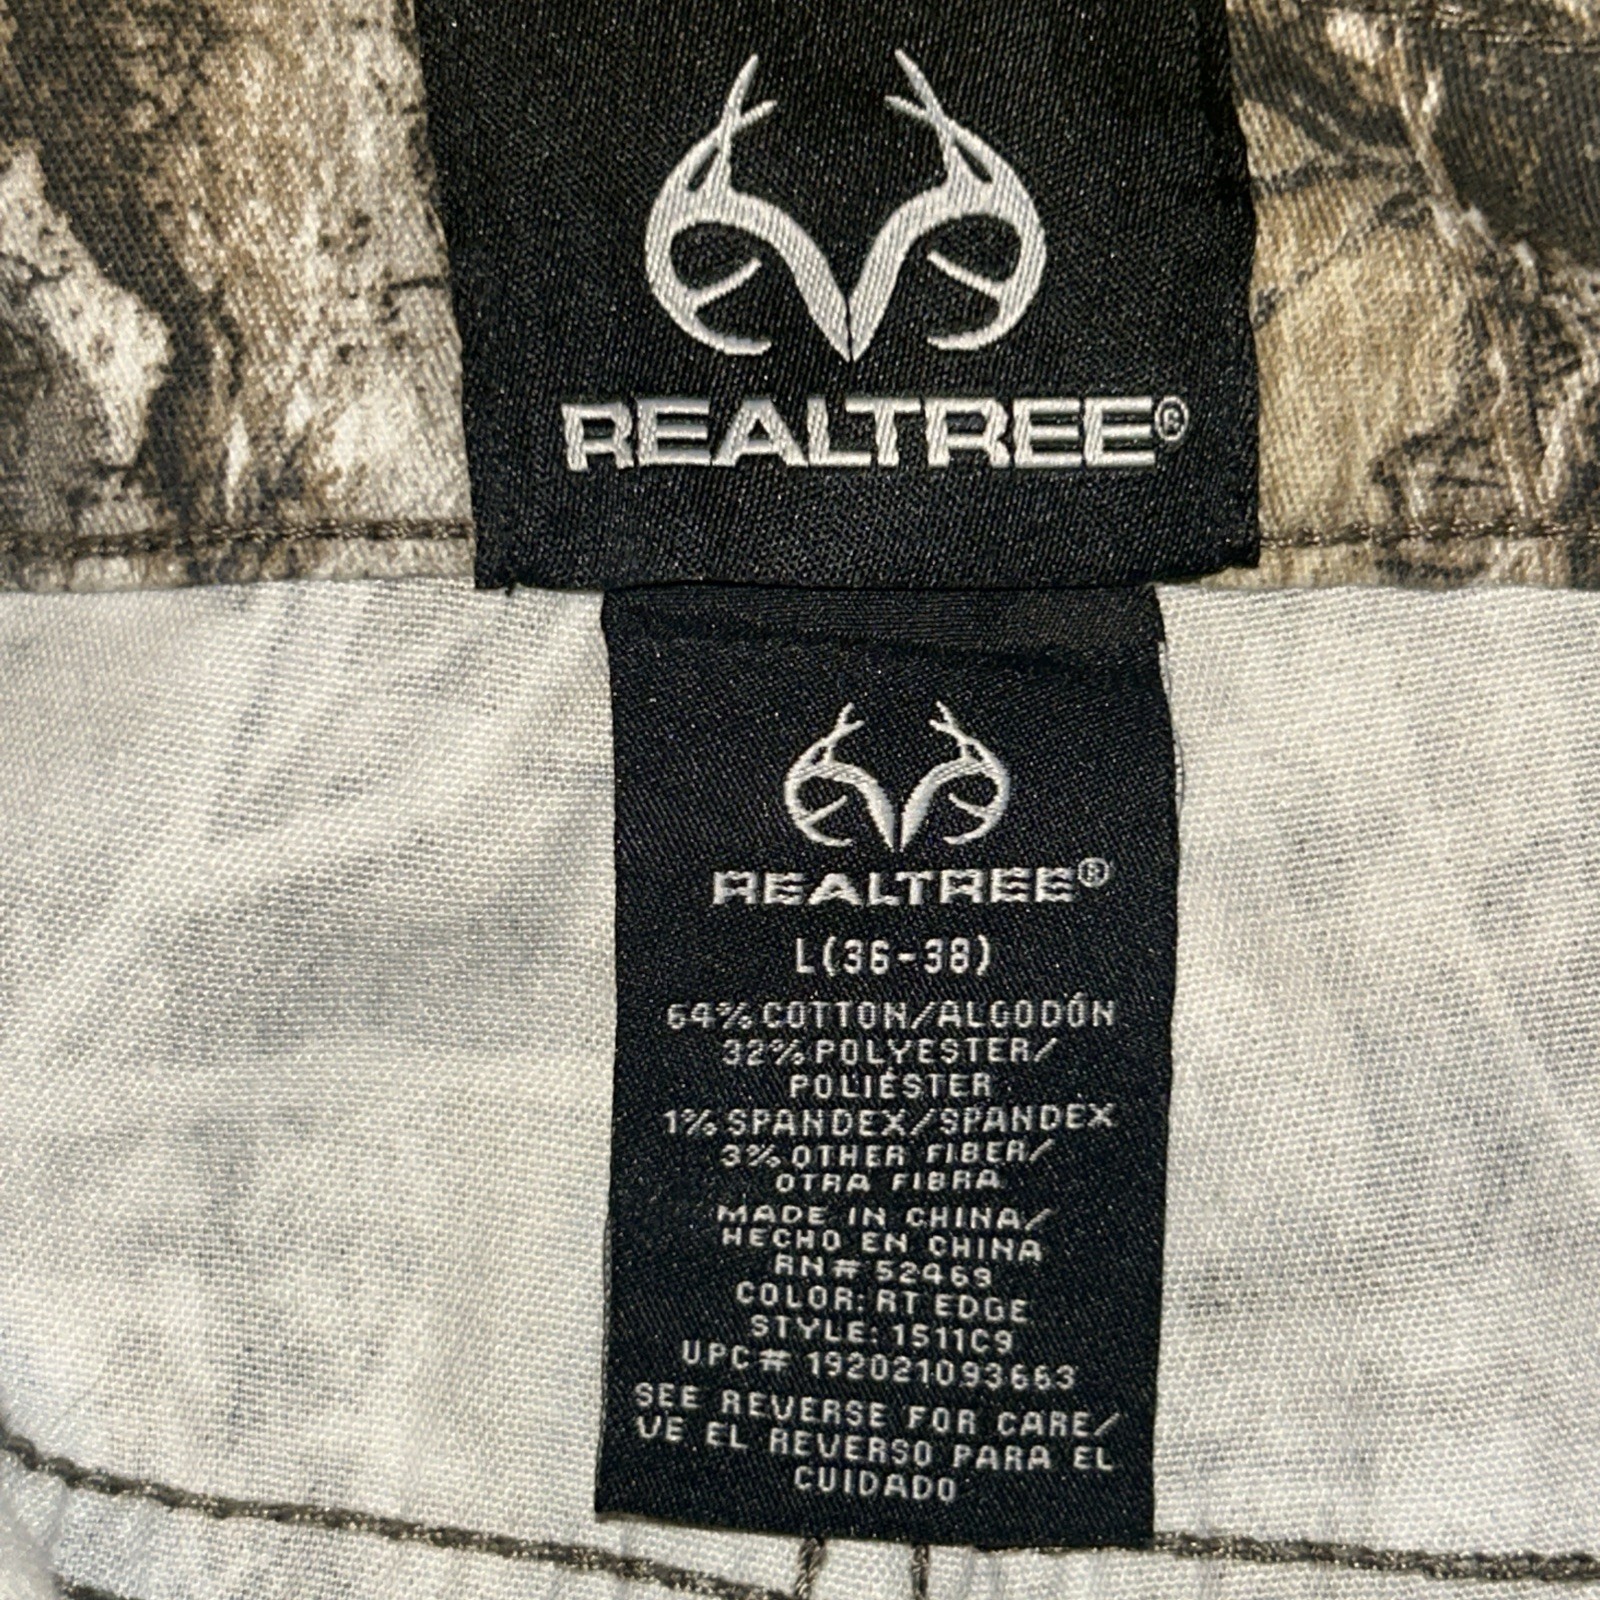 REALTREE®
REALTREE®
L(36-38)
64% COTTON/ALGODÓN
32% POLYESTER/
POLIÉSTER
1% SPANDEX/SPANDEX
3% OTHER FIBER/
OTRA FIBRA
MADE IN CHINA/
HECHO EN CHINA
RN# 52469
COLOR: RT EDGE
STYLE: 1511C9
UPC# 192021093663
SEE REVERSE FOR CARE/
VE EL REVERSO PARA EL
CUIDADO